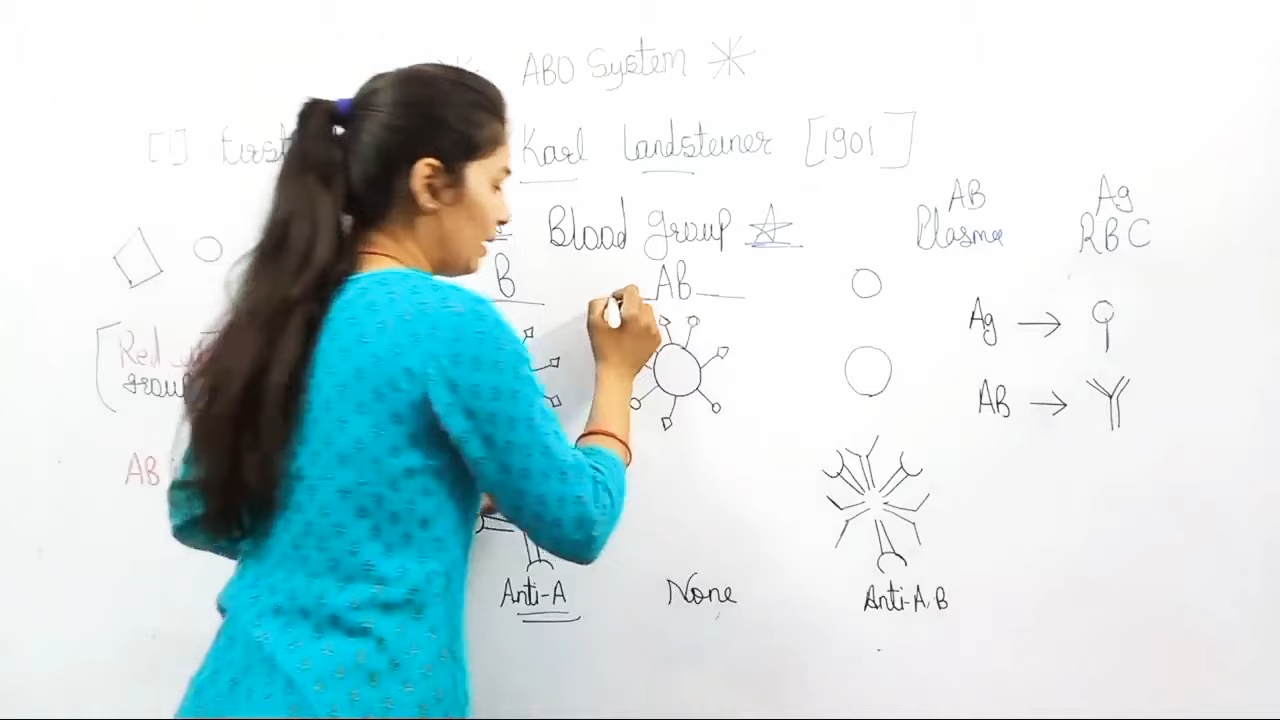 ABO System
[1] First Karl Landsteiner [1901]
Blood group
AB Plasma
Ag RBC
B AB O
Ag →
AB →
Red
group
AB
Anti-A None Anti-A,B